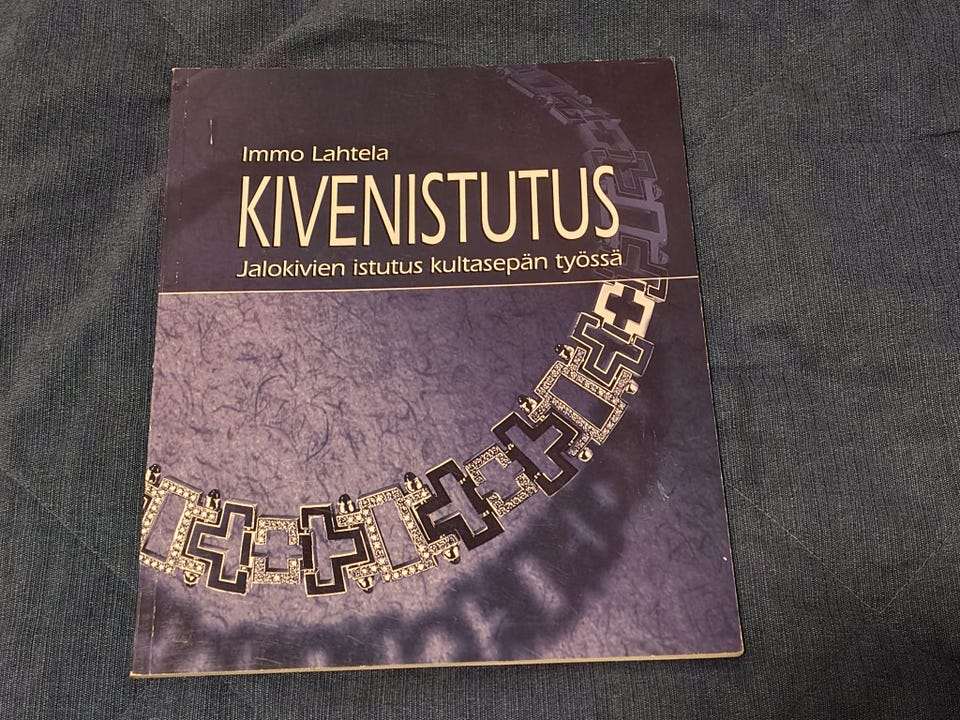 Immo Lahtela
KIVENISTUTUS
Jalokivien istutus kultasepän työssä